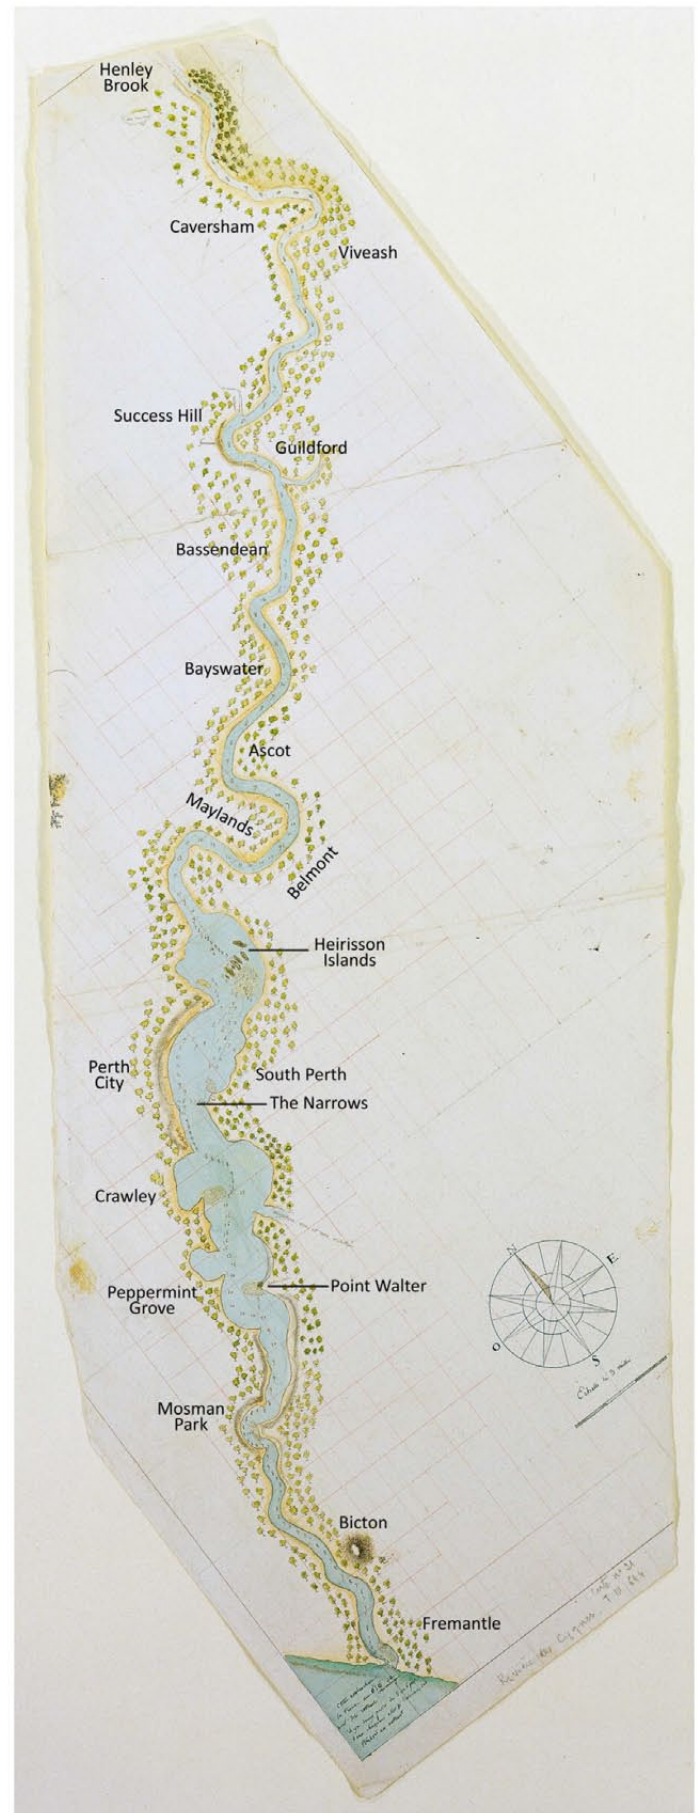 Henley
Brook
Caversham
Viveash
Success Hill
Guildford
Bassendean
Bayswater
Ascot
Maylands
Belmont
Heirisson
Islands
Perth
City
South Perth
The Narrows
Crawley
Point Walter
Peppermint
Grove
N
E
O
S
Mosman
Park
Bicton
Fremantle